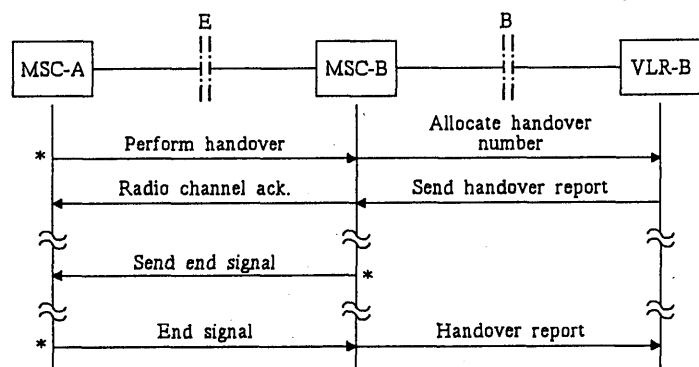 E
B
MSC-A
MSC-B
VLR-B
Allocate handover
number
* Perform handover
Radio channel ack.
Send handover report
Send end signal *
* End signal
Handover report